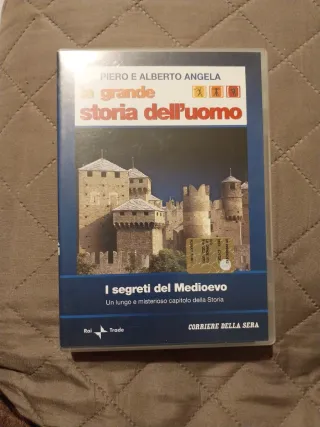 PIERO E ALBERTO ANGELA
la grande
storia dell'uomo
I segreti del Medioevo
Un lungo e misterioso capitolo della Storia
Rai Trade
CORRIERE DELLA SERA